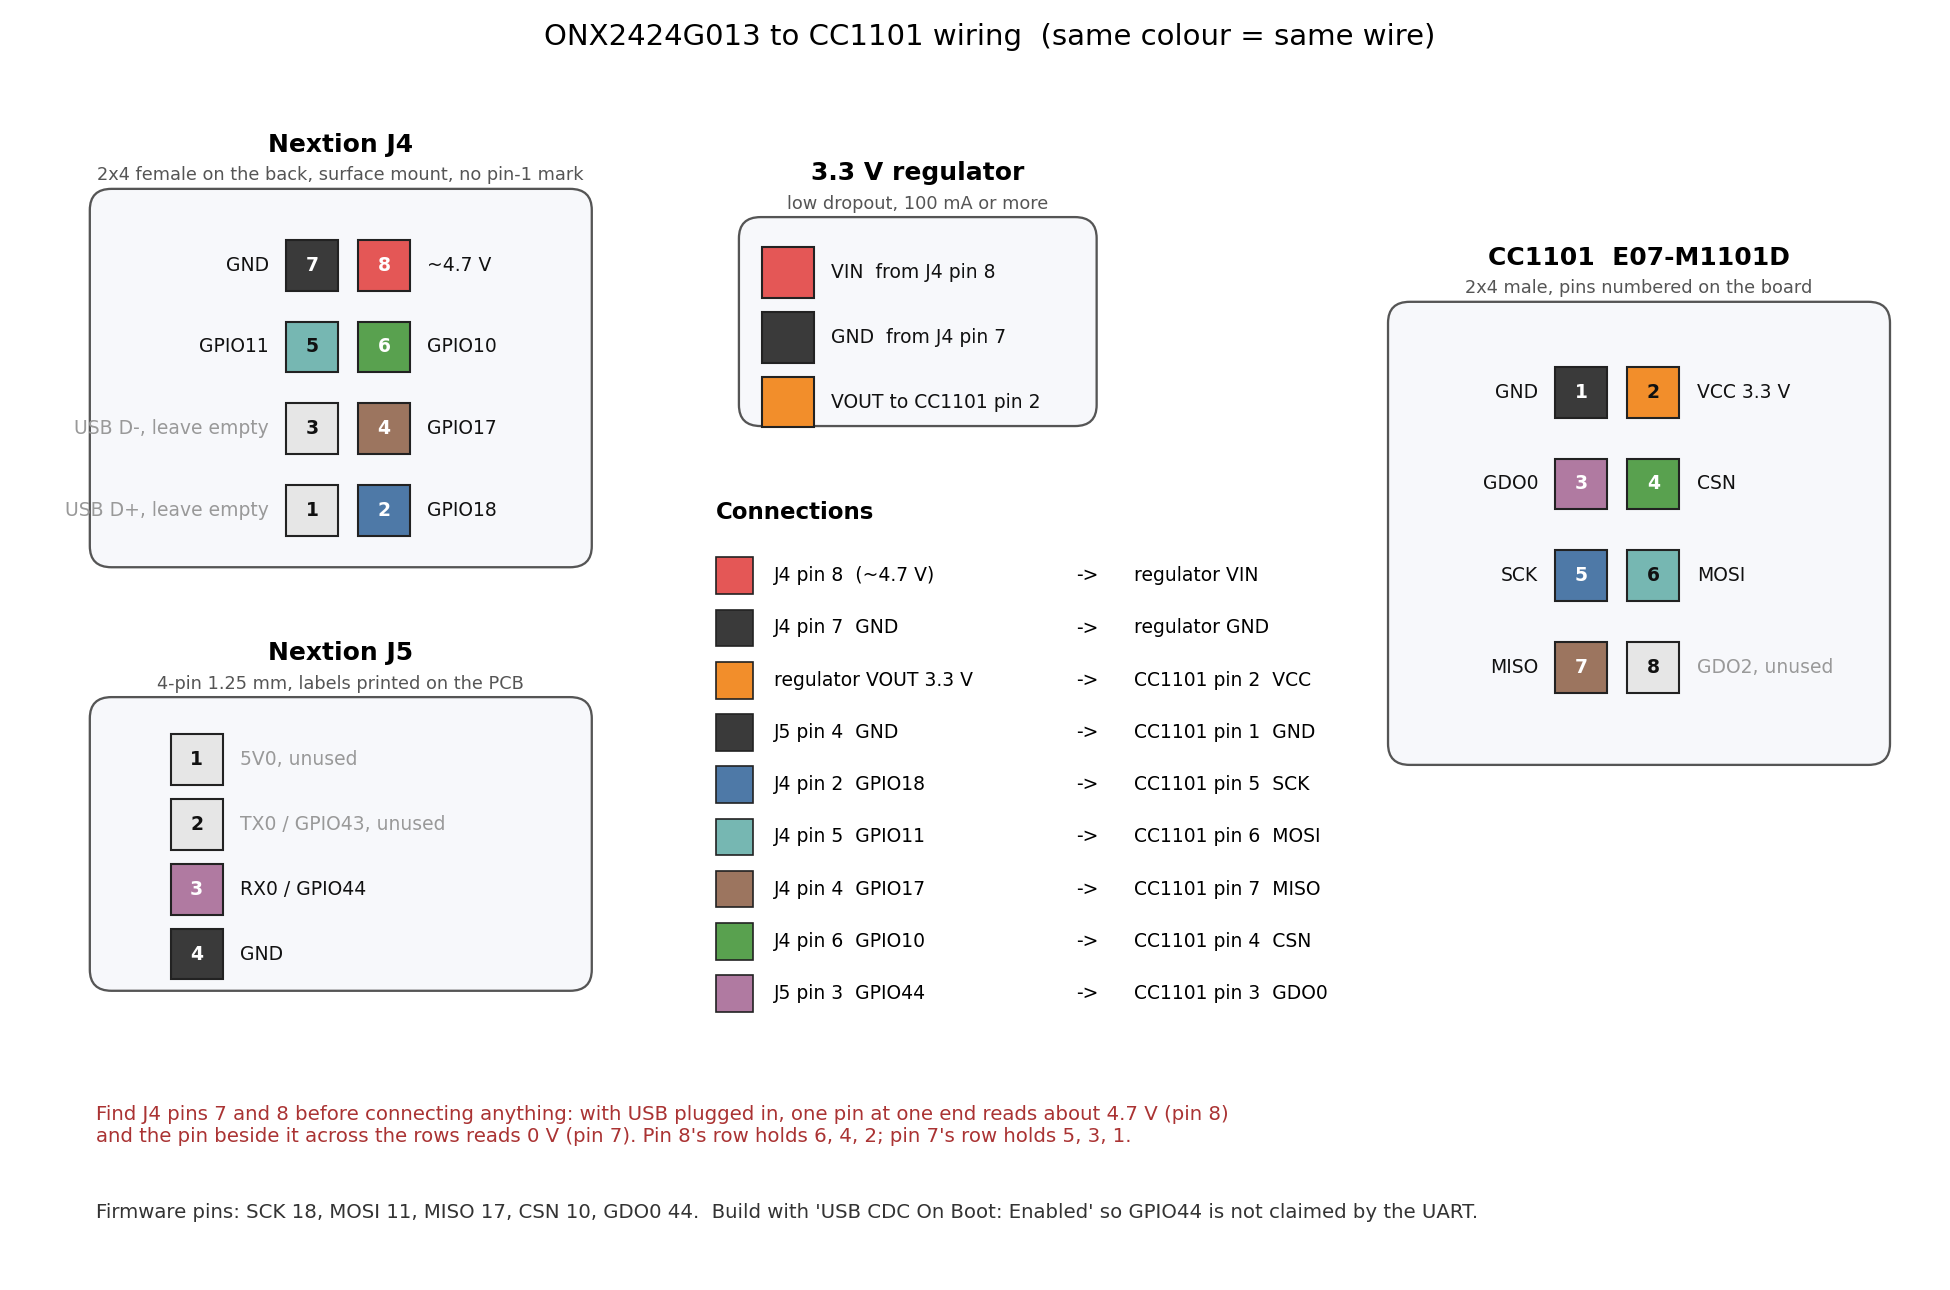 ONX2424G013 to CC1101 wiring  (same colour = same wire)
Nextion J4
2x4 female on the back, surface mount, no pin-1 mark
GND 7 8 ~4.7 V
GPIO11 5 6 GPIO10
USB D-, leave empty 3 4 GPIO17
USB D+, leave empty 1 2 GPIO18
Nextion J5
4-pin 1.25 mm, labels printed on the PCB
1 5V0, unused
2 TX0 / GPIO43, unused
3 RX0 / GPIO44
4 GND
3.3 V regulator
low dropout, 100 mA or more
VIN  from J4 pin 8
GND  from J4 pin 7
VOUT to CC1101 pin 2
Connections
J4 pin 8  (~4.7 V) -> regulator VIN
J4 pin 7  GND -> regulator GND
regulator VOUT 3.3 V -> CC1101 pin 2  VCC
J5 pin 4  GND -> CC1101 pin 1  GND
J4 pin 2  GPIO18 -> CC1101 pin 5  SCK
J4 pin 5  GPIO11 -> CC1101 pin 6  MOSI
J4 pin 4  GPIO17 -> CC1101 pin 7  MISO
J4 pin 6  GPIO10 -> CC1101 pin 4  CSN
J5 pin 3  GPIO44 -> CC1101 pin 3  GDO0
CC1101  E07-M1101D
2x4 male, pins numbered on the board
GND 1 2 VCC 3.3 V
GDO0 3 4 CSN
SCK 5 6 MOSI
MISO 7 8 GDO2, unused
Find J4 pins 7 and 8 before connecting anything: with USB plugged in, one pin at one end reads about 4.7 V (pin 8)
and the pin beside it across the rows reads 0 V (pin 7). Pin 8's row holds 6, 4, 2; pin 7's row holds 5, 3, 1.
Firmware pins: SCK 18, MOSI 11, MISO 17, CSN 10, GDO0 44.  Build with 'USB CDC On Boot: Enabled' so GPIO44 is not claimed by the UART.